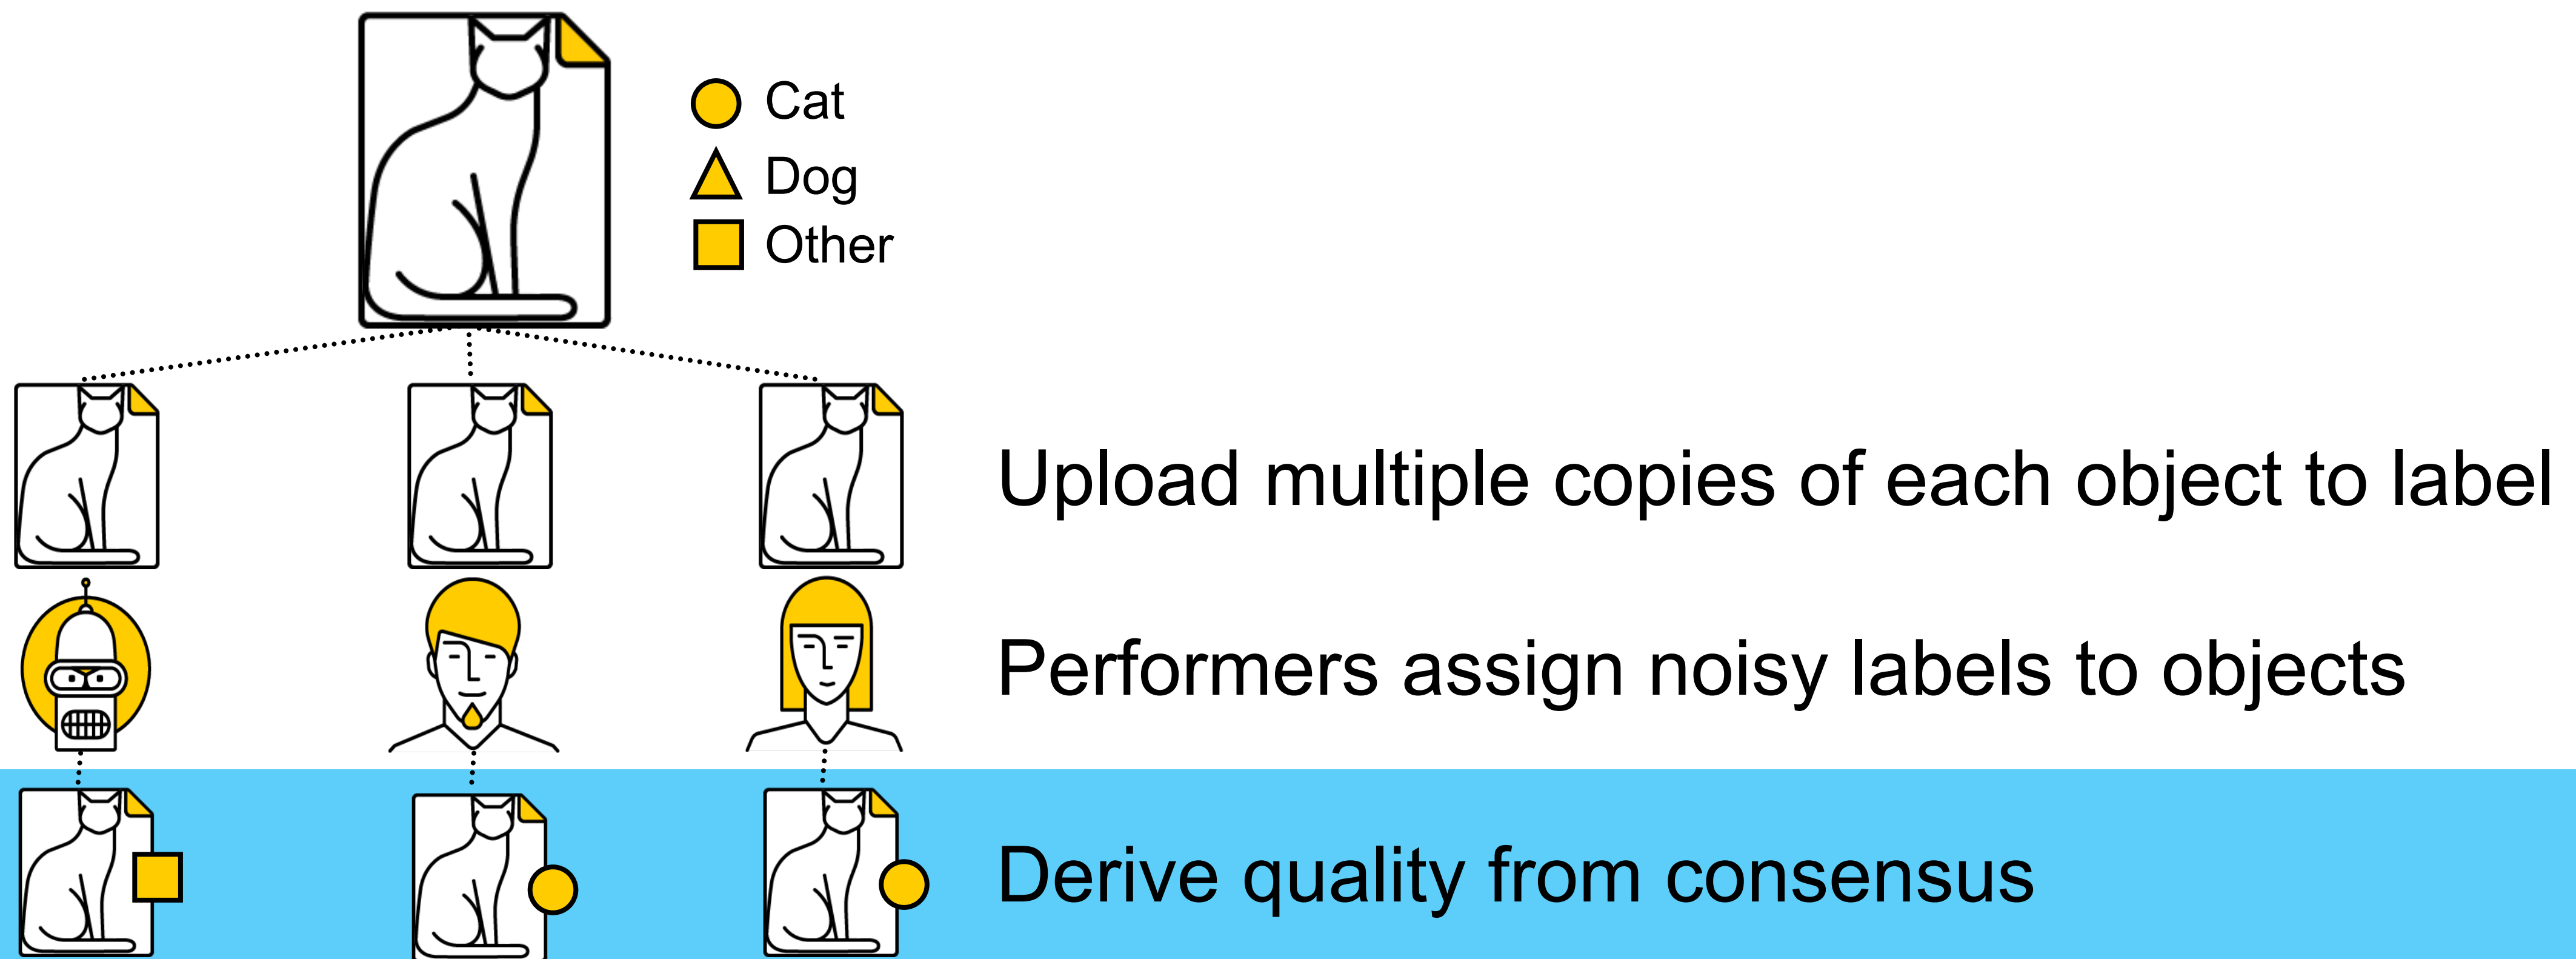 Cat
Dog
Other
Upload multiple copies of each object to label
Performers assign noisy labels to objects
Derive quality from consensus